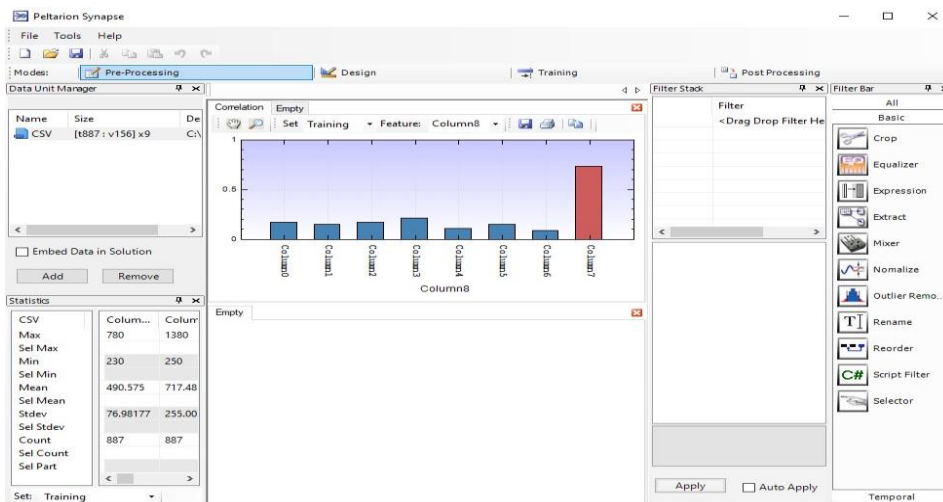 Peltarion Synapse
File Tools Help
Modes: Pre-Processing Design Training Post Processing
Data Unit Manager
Name Size De
CSV [t887 : v156] x9 C:\
Embed Data in Solution
Add Remove
Statistics
CSV Colum... Colum
Max 780 1380
Sel Max
Min 230 250
Sel Min
Mean 490.575 717.48
Sel Mean
Stdev 76.98177 255.00
Sel Stdev
Count 887 887
Sel Count
Sel Part
Set: Training
Correlation Empty
Set Training Feature: Column8
1
0.5
0
Column0 Column1 Column2 Column3 Column4 Column5 Column6 Column7
Column8
Empty
Filter Stack
Filter
<Drag Drop Filter He
Apply Auto Apply
Filter Bar
All
Basic
Crop
Equalizer
Expression
Extract
Mixer
Nomalize
Outlier Remo..
T Rename
Reorder
C# Script Filter
Selector
Temporal